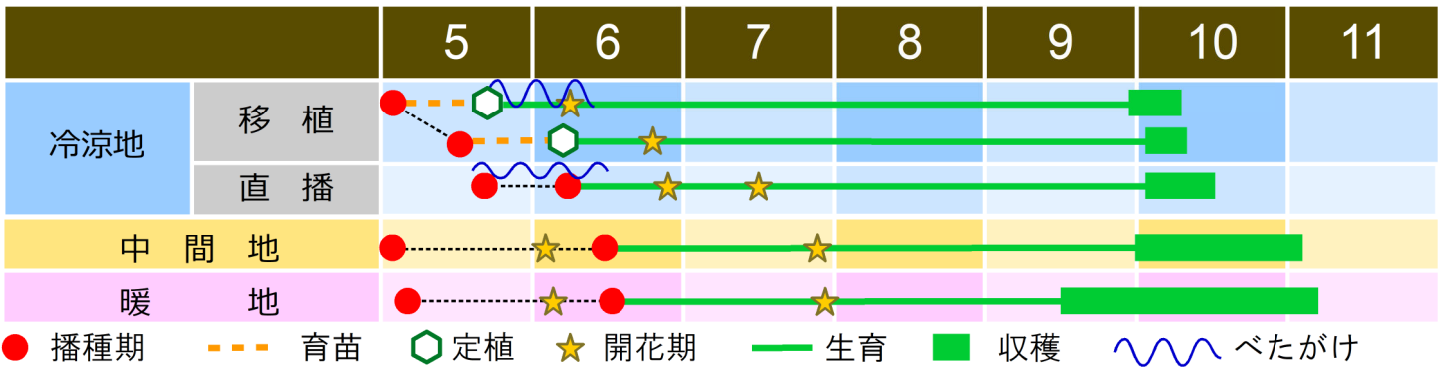 5 6 7 8 9 10 11
冷涼地 移 植
直 播
中 間 地
暖 地
播種期 育苗 定植 開花期 生育 収穫 べたがけ